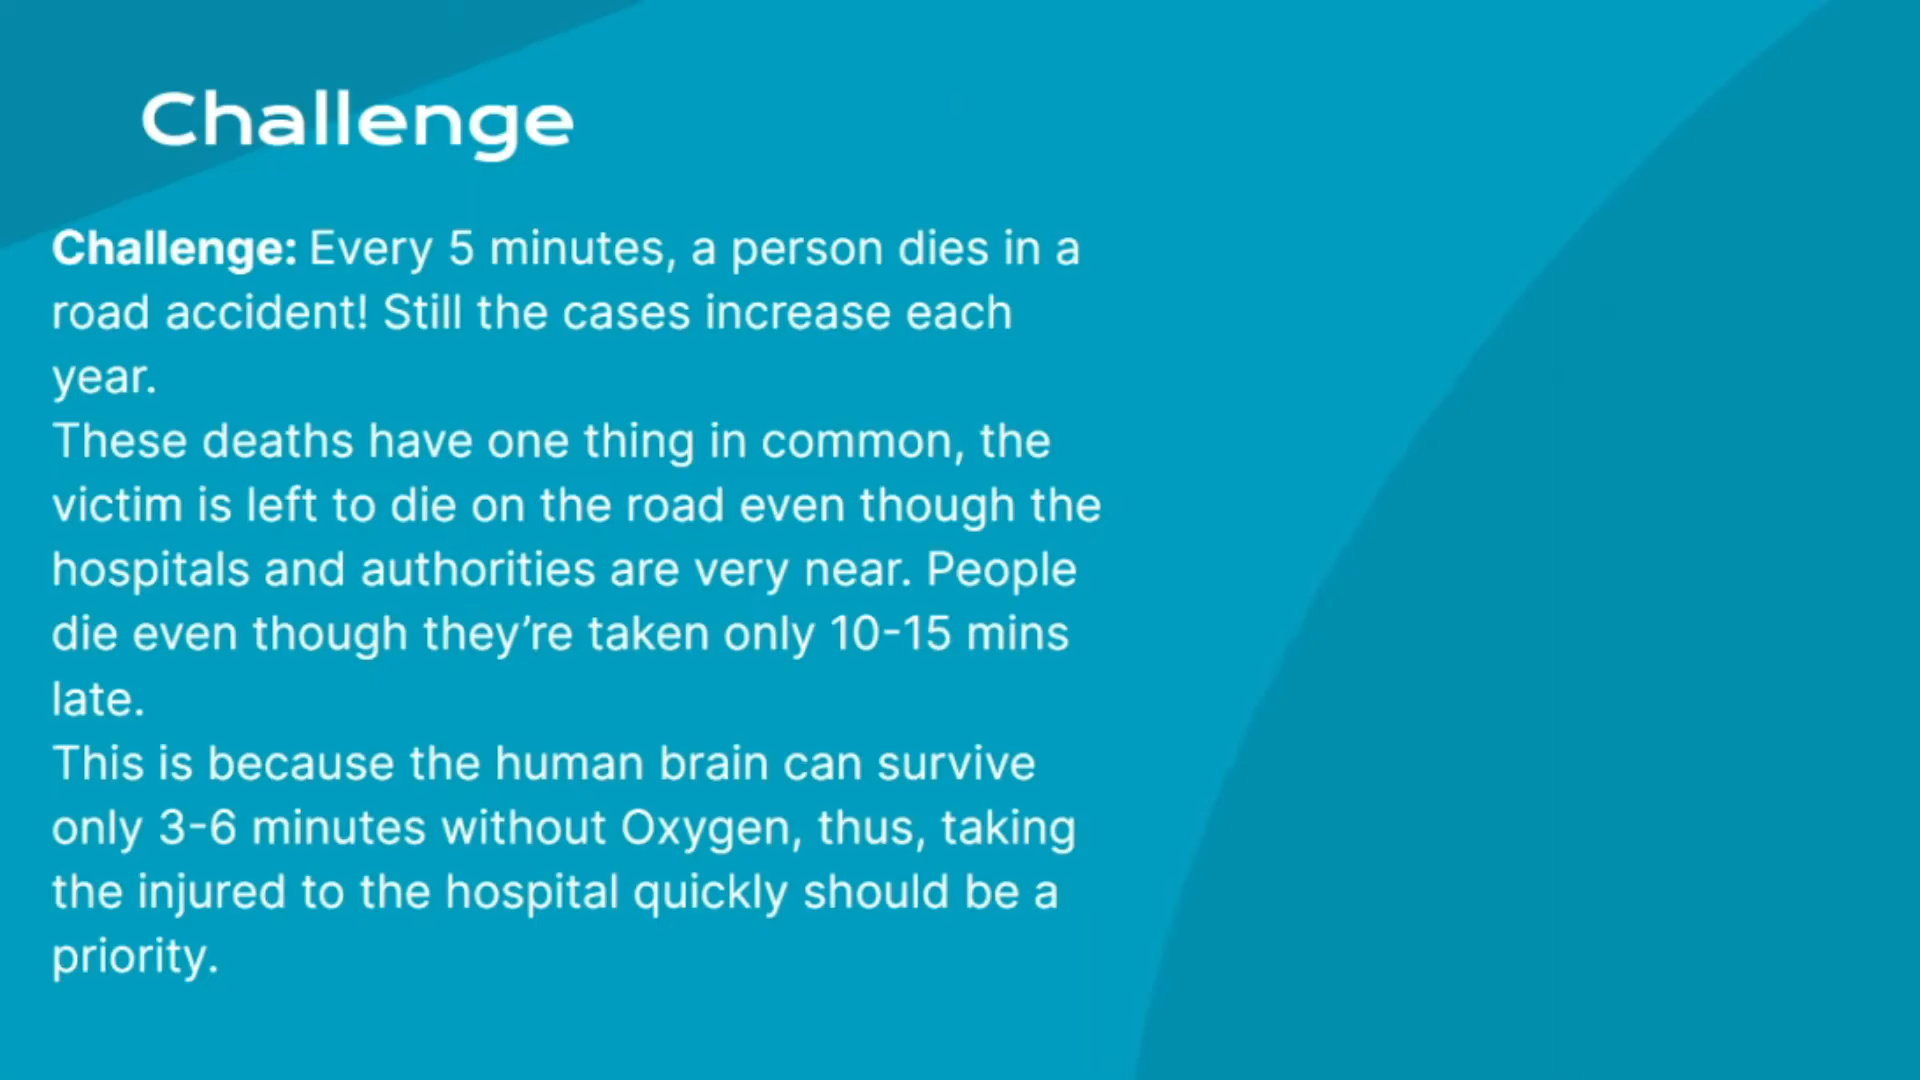 Challenge
Challenge: Every 5 minutes, a person dies in a
road accident! Still the cases increase each
year.
These deaths have one thing in common, the
victim is left to die on the road even though the
hospitals and authorities are very near. People
die even though they’re taken only 10-15 mins
late.
This is because the human brain can survive
only 3-6 minutes without Oxygen, thus, taking
the injured to the hospital quickly should be a
priority.